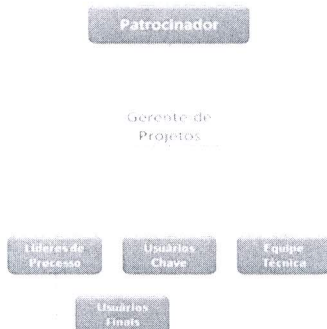 Patrocinador
Gerente de
Projetos
Líderes de
Processo
Usuários
Chave
Equipe
Técnica
Usuários
Finais